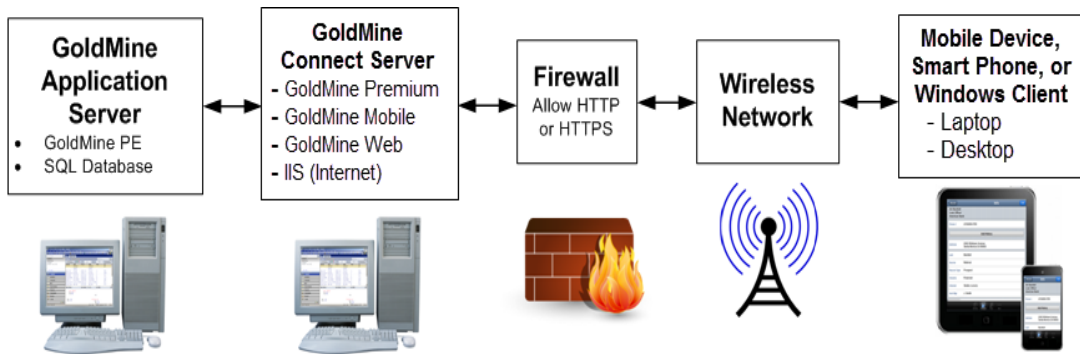 GoldMine
Application
Server
• GoldMine PE
• SQL Database
GoldMine
Connect Server
- GoldMine Premium
- GoldMine Mobile
- GoldMine Web
- IIS (Internet)
Firewall
Allow HTTP
or HTTPS
Wireless
Network
Mobile Device,
Smart Phone, or
Windows Client
- Laptop
- Desktop